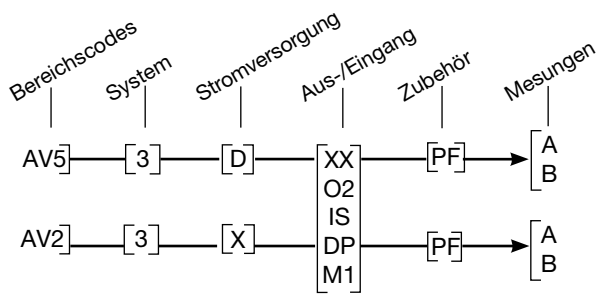 Bereichscodes System Stromversorgung Aus-/Eingang Zubehör Mesungen
AV5] [3] [D] [XX [PF] [A
B
O2
IS
AV2] [3] [X] DP [PF] [A
M1] B